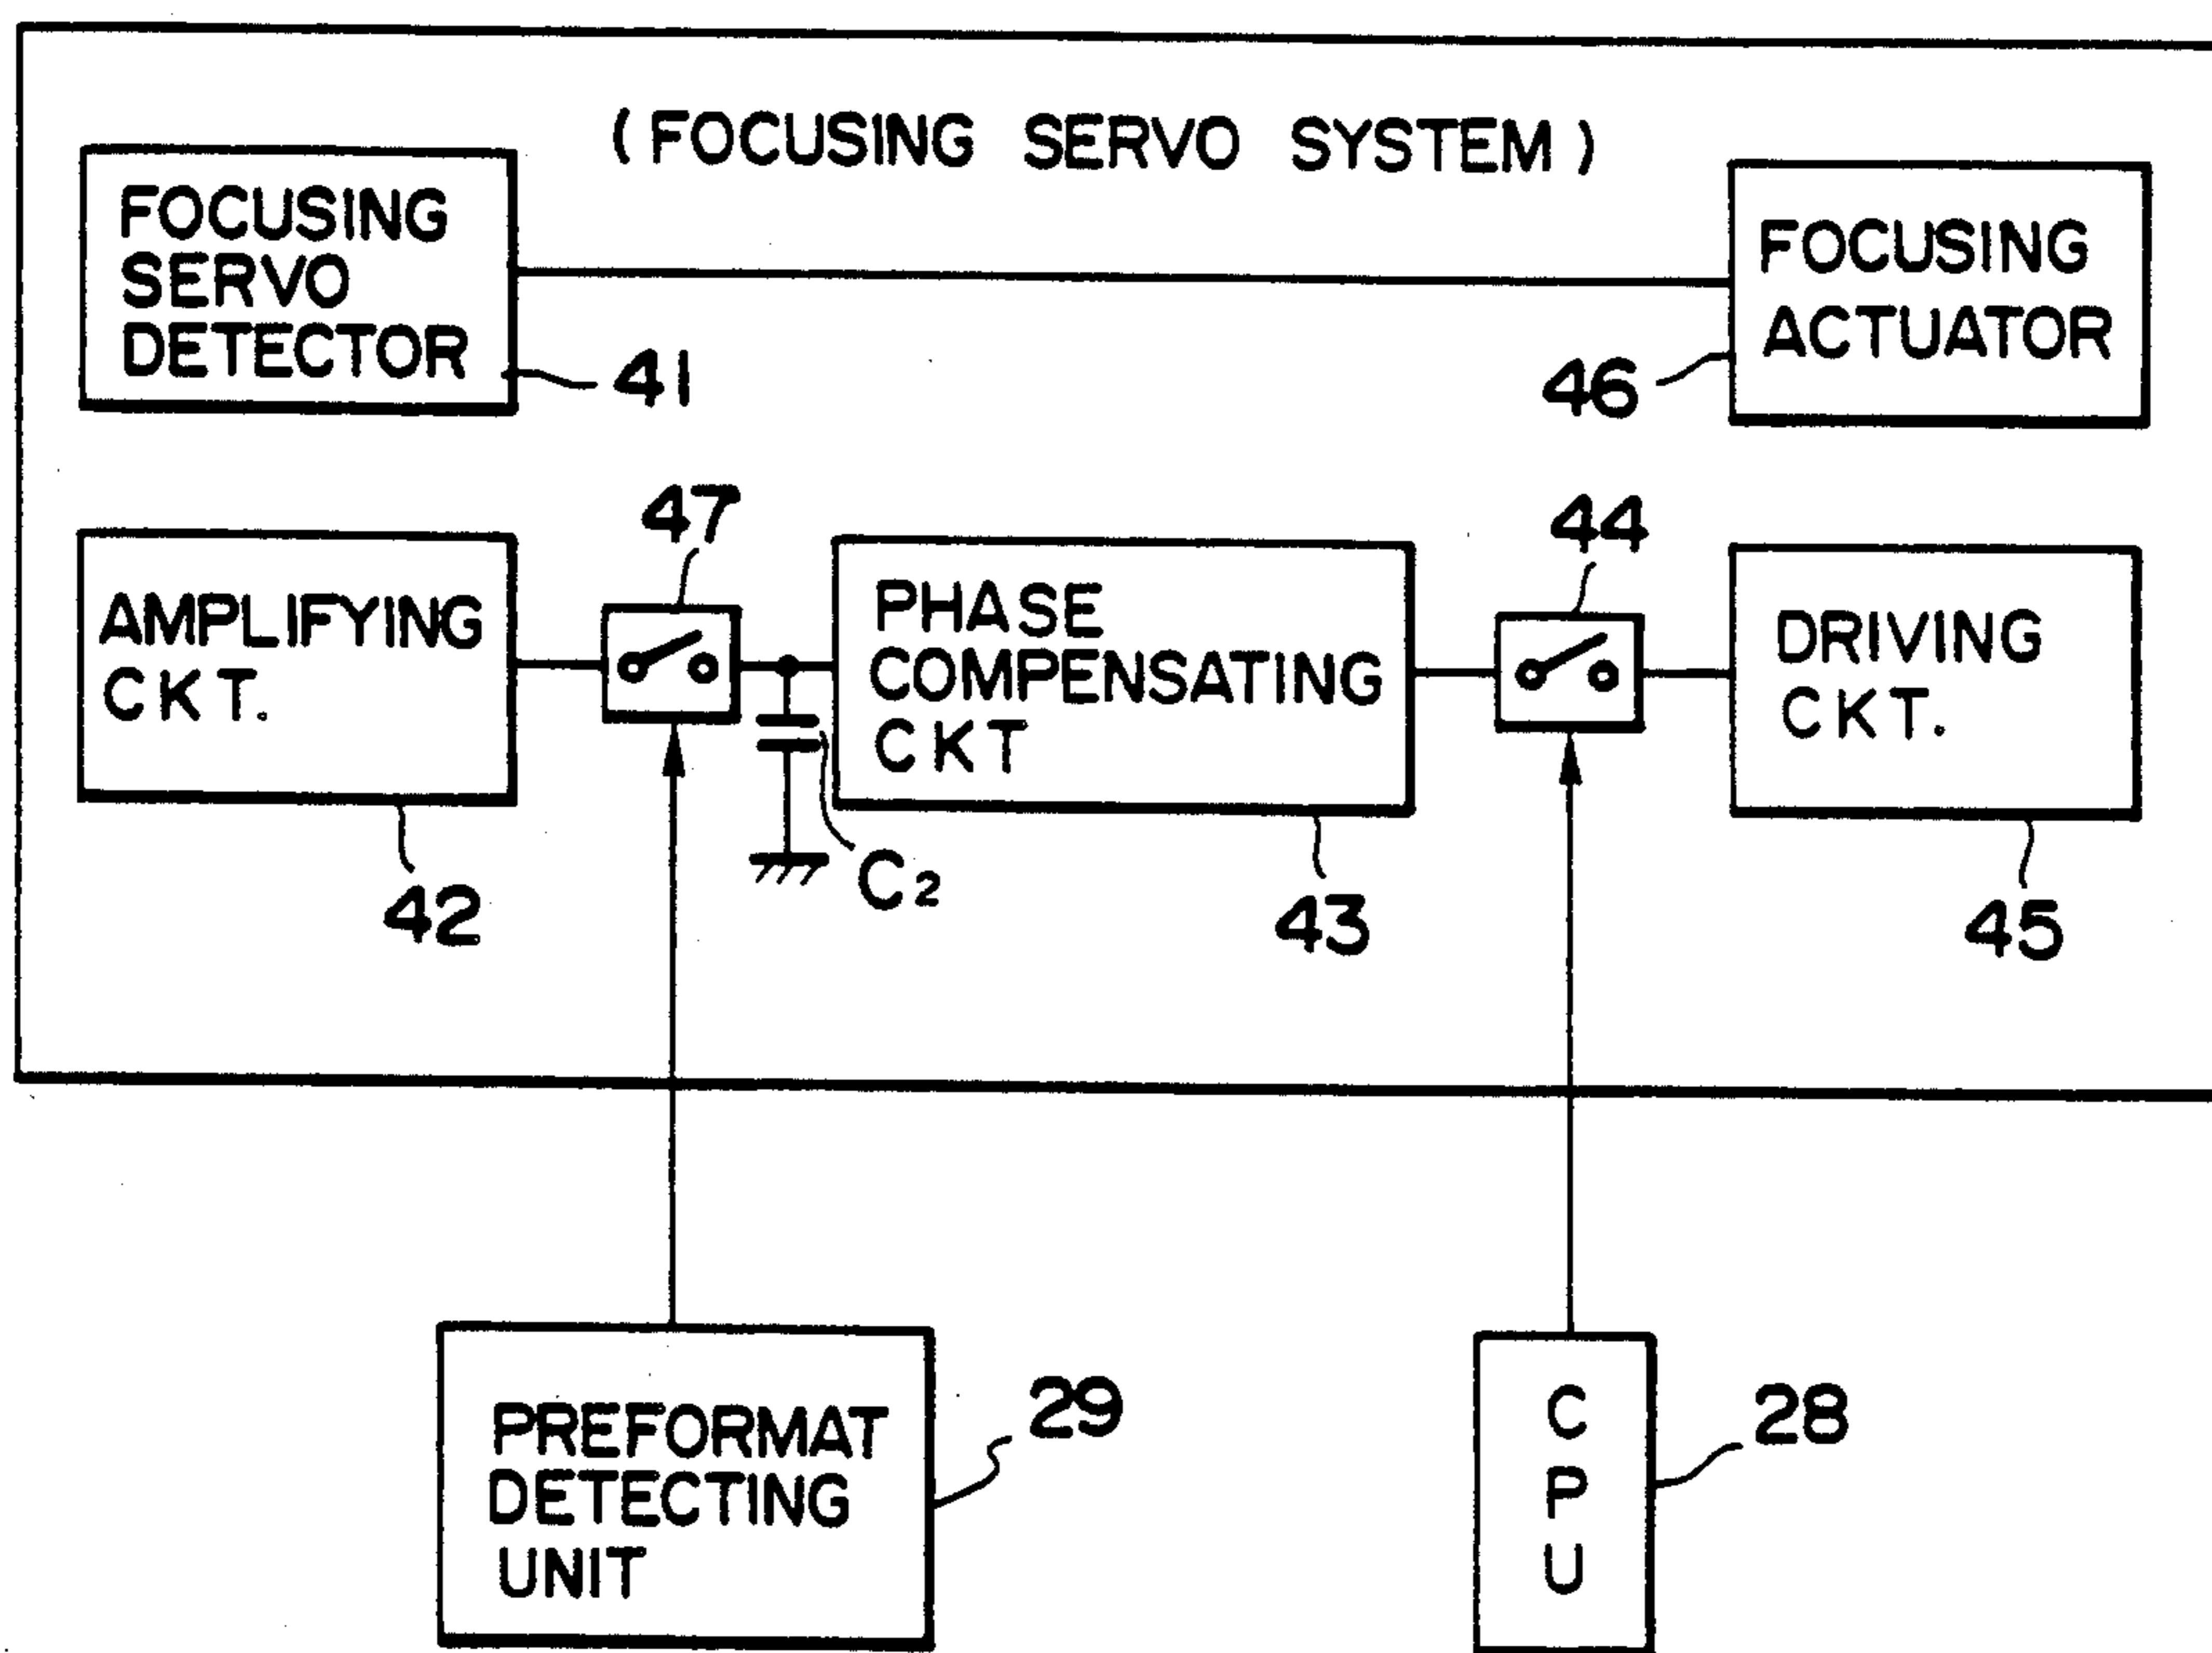 (FOCUSING SERVO SYSTEM)
FOCUSING
SERVO
DETECTOR
41
FOCUSING
ACTUATOR
46
47
44
AMPLIFYING
CKT.
PHASE
COMPENSATING
CKT
DRIVING
CKT.
42
C2
43
45
PREFORMAT
DETECTING
UNIT
29
C
P
U
28